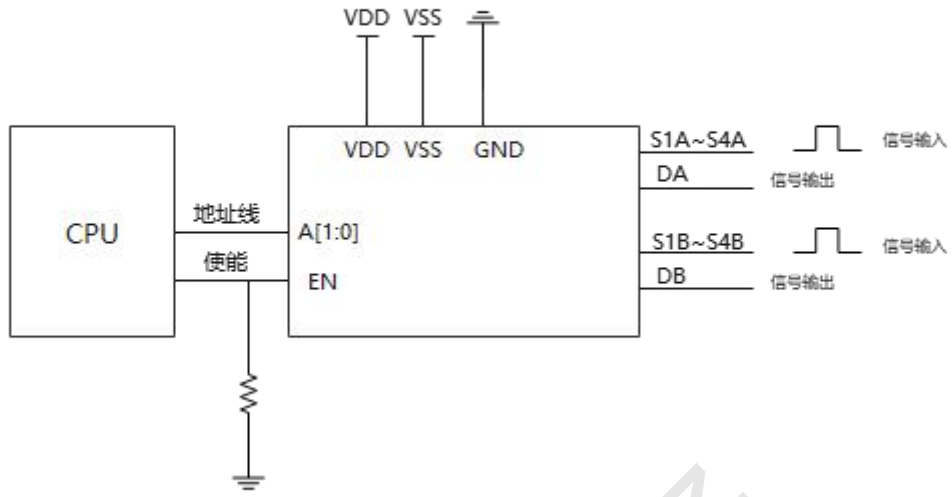 VDD VSS
VDD VSS GND
S1A~S4A 信号输入
DA 信号输出
CPU
地址线
A[1:0]
使能
EN
S1B~S4B 信号输入
DB 信号输出